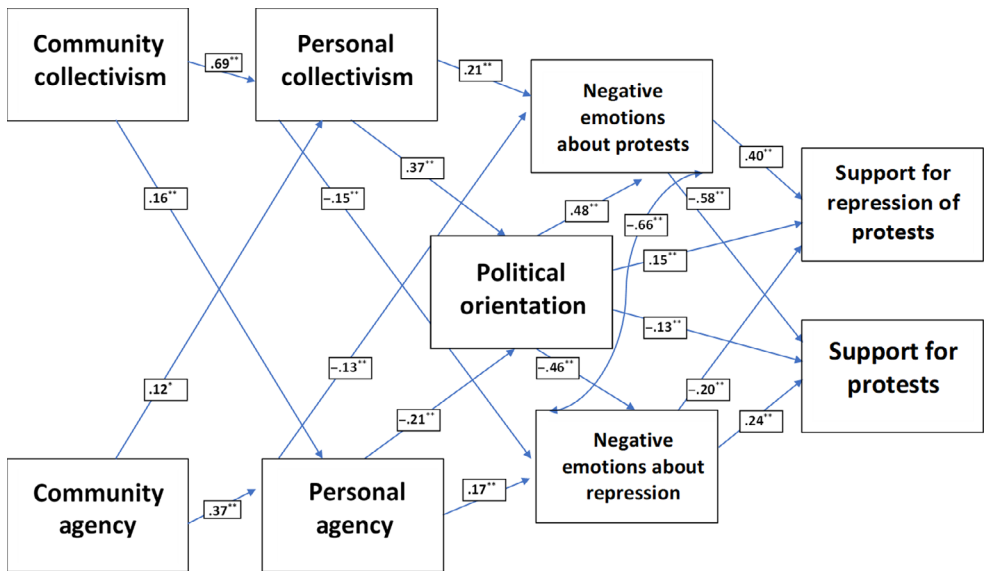 Community
collectivism
Personal
collectivism
.69**
.21**
Negative
emotions
about protests
.40**
.37**
.16**
-.15**
-.58**
Support for
repression of
protests
.48**
-.66**
.15**
Political
orientation
-.13**
Support for
protests
-.13**
-.46**
.12*
-.20**
-.21**
.24**
Negative
emotions about
repression
Community
agency
.37**
Personal
agency
.17**